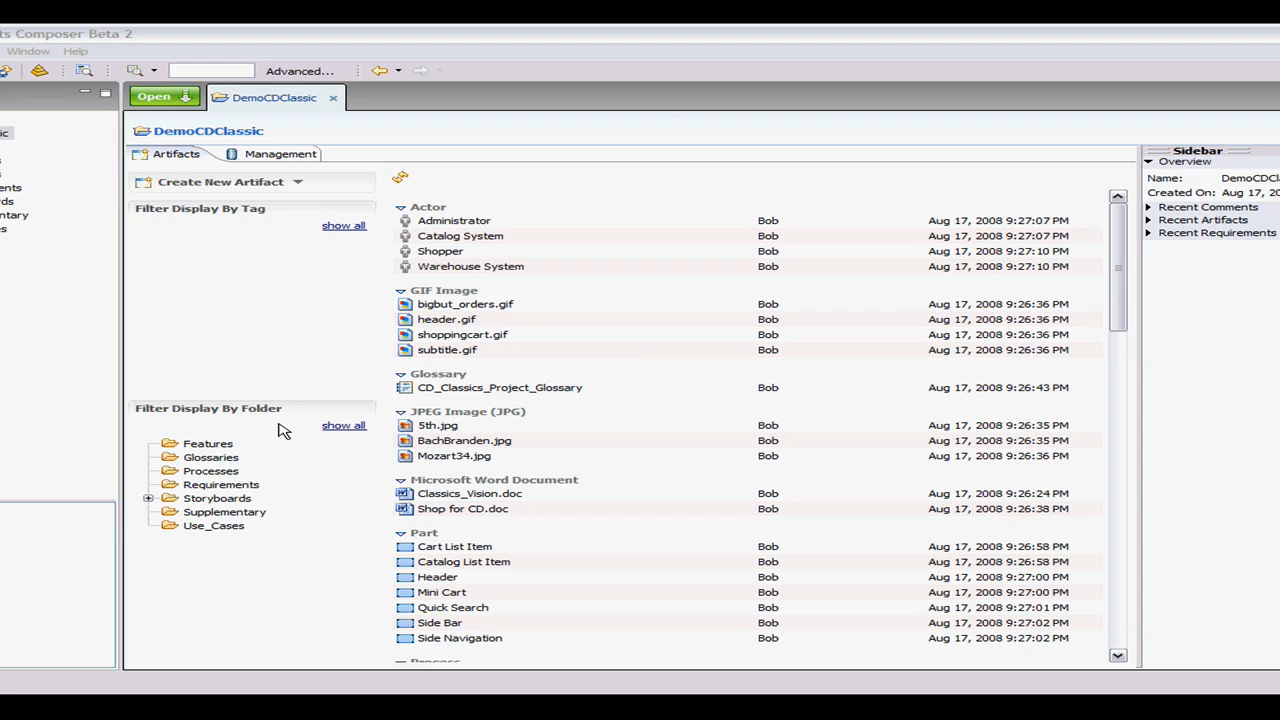 ts Composer Beta 2
Window Help
Advanced...
Open DemoCDClassic
DemoCDClassic
Artifacts Management
Create New Artifact
Filter Display By Tag
show all
Filter Display By Folder
show all
Features
Glossaries
Processes
Requirements
Storyboards
Supplementary
Use_Cases
ic
s
ents
rds
ntary
es
Actor
Administrator Bob Aug 17, 2008 9:27:07 PM
Catalog System Bob Aug 17, 2008 9:27:07 PM
Shopper Bob Aug 17, 2008 9:27:10 PM
Warehouse System Bob Aug 17, 2008 9:27:10 PM
GIF Image
bigbut_orders.gif Bob Aug 17, 2008 9:26:36 PM
header.gif Bob Aug 17, 2008 9:26:36 PM
shoppingcart.gif Bob Aug 17, 2008 9:26:36 PM
subtitle.gif Bob Aug 17, 2008 9:26:36 PM
Glossary
CD_Classics_Project_Glossary Bob Aug 17, 2008 9:26:43 PM
JPEG Image (JPG)
5th.jpg Bob Aug 17, 2008 9:26:35 PM
BachBranden.jpg Bob Aug 17, 2008 9:26:35 PM
Mozart34.jpg Bob Aug 17, 2008 9:26:35 PM
Microsoft Word Document
Classics_Vision.doc Bob Aug 17, 2008 9:26:24 PM
Shop for CD.doc Bob Aug 17, 2008 9:26:38 PM
Part
Cart List Item Bob Aug 17, 2008 9:26:58 PM
Catalog List Item Bob Aug 17, 2008 9:26:58 PM
Header Bob Aug 17, 2008 9:27:00 PM
Mini Cart Bob Aug 17, 2008 9:27:00 PM
Quick Search Bob Aug 17, 2008 9:27:01 PM
Side Bar Bob Aug 17, 2008 9:27:02 PM
Side Navigation Bob Aug 17, 2008 9:27:02 PM
Process
Sidebar
Overview
Name: DemoCDCla
Created On: Aug 17, 20
Recent Comments
Recent Artifacts
Recent Requirements